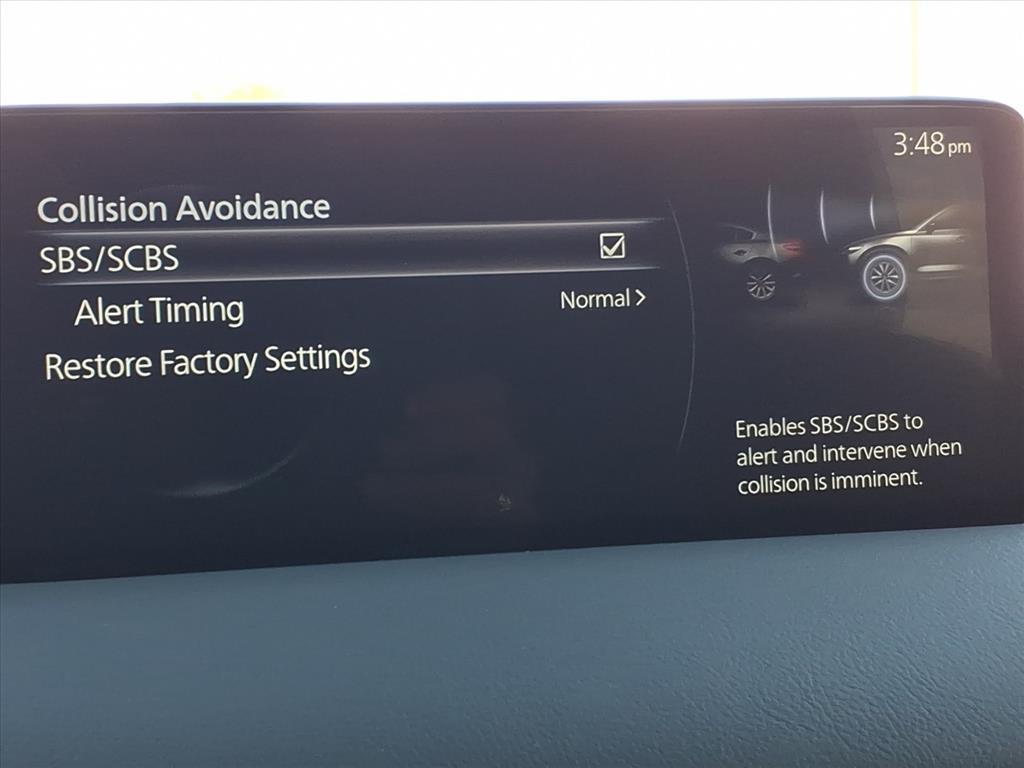 3:48 pm
Collision Avoidance
SBS/SCBS
Alert Timing Normal >
Restore Factory Settings
Enables SBS/SCBS to
alert and intervene when
collision is imminent.